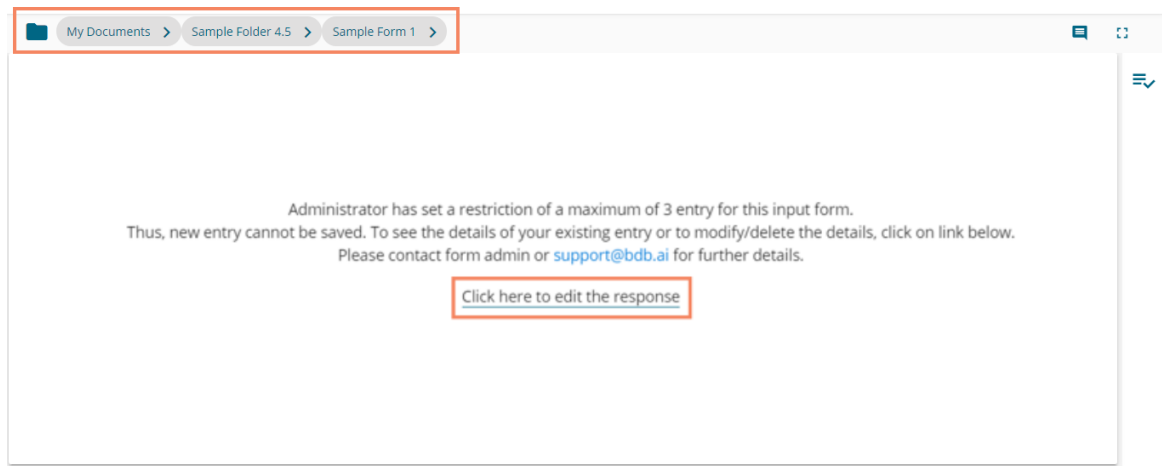 My Documents Sample Folder 4.5 Sample Form 1
Administrator has set a restriction of a maximum of 3 entry for this input form.
Thus, new entry cannot be saved. To see the details of your existing entry or to modify/delete the details, click on link below.
Please contact form admin or support@bdb.ai for further details.
Click here to edit the response